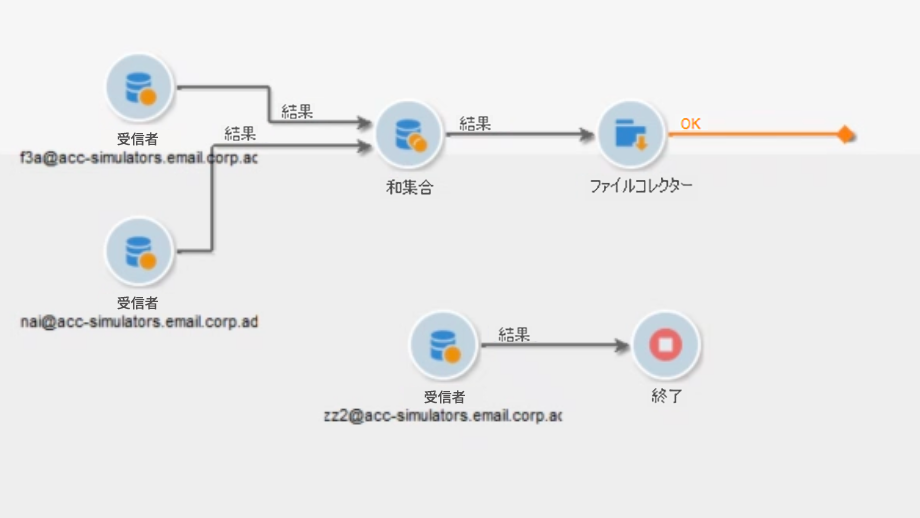 結果
受信者
結果
結果
OK
f3a@acc-simulators.email.corp.ac
和集合
ファイルコレクター
受信者
nai@acc-simulators.email.corp.ad
結果
受信者
終了
zz2@acc-simulators.email.corp.ac